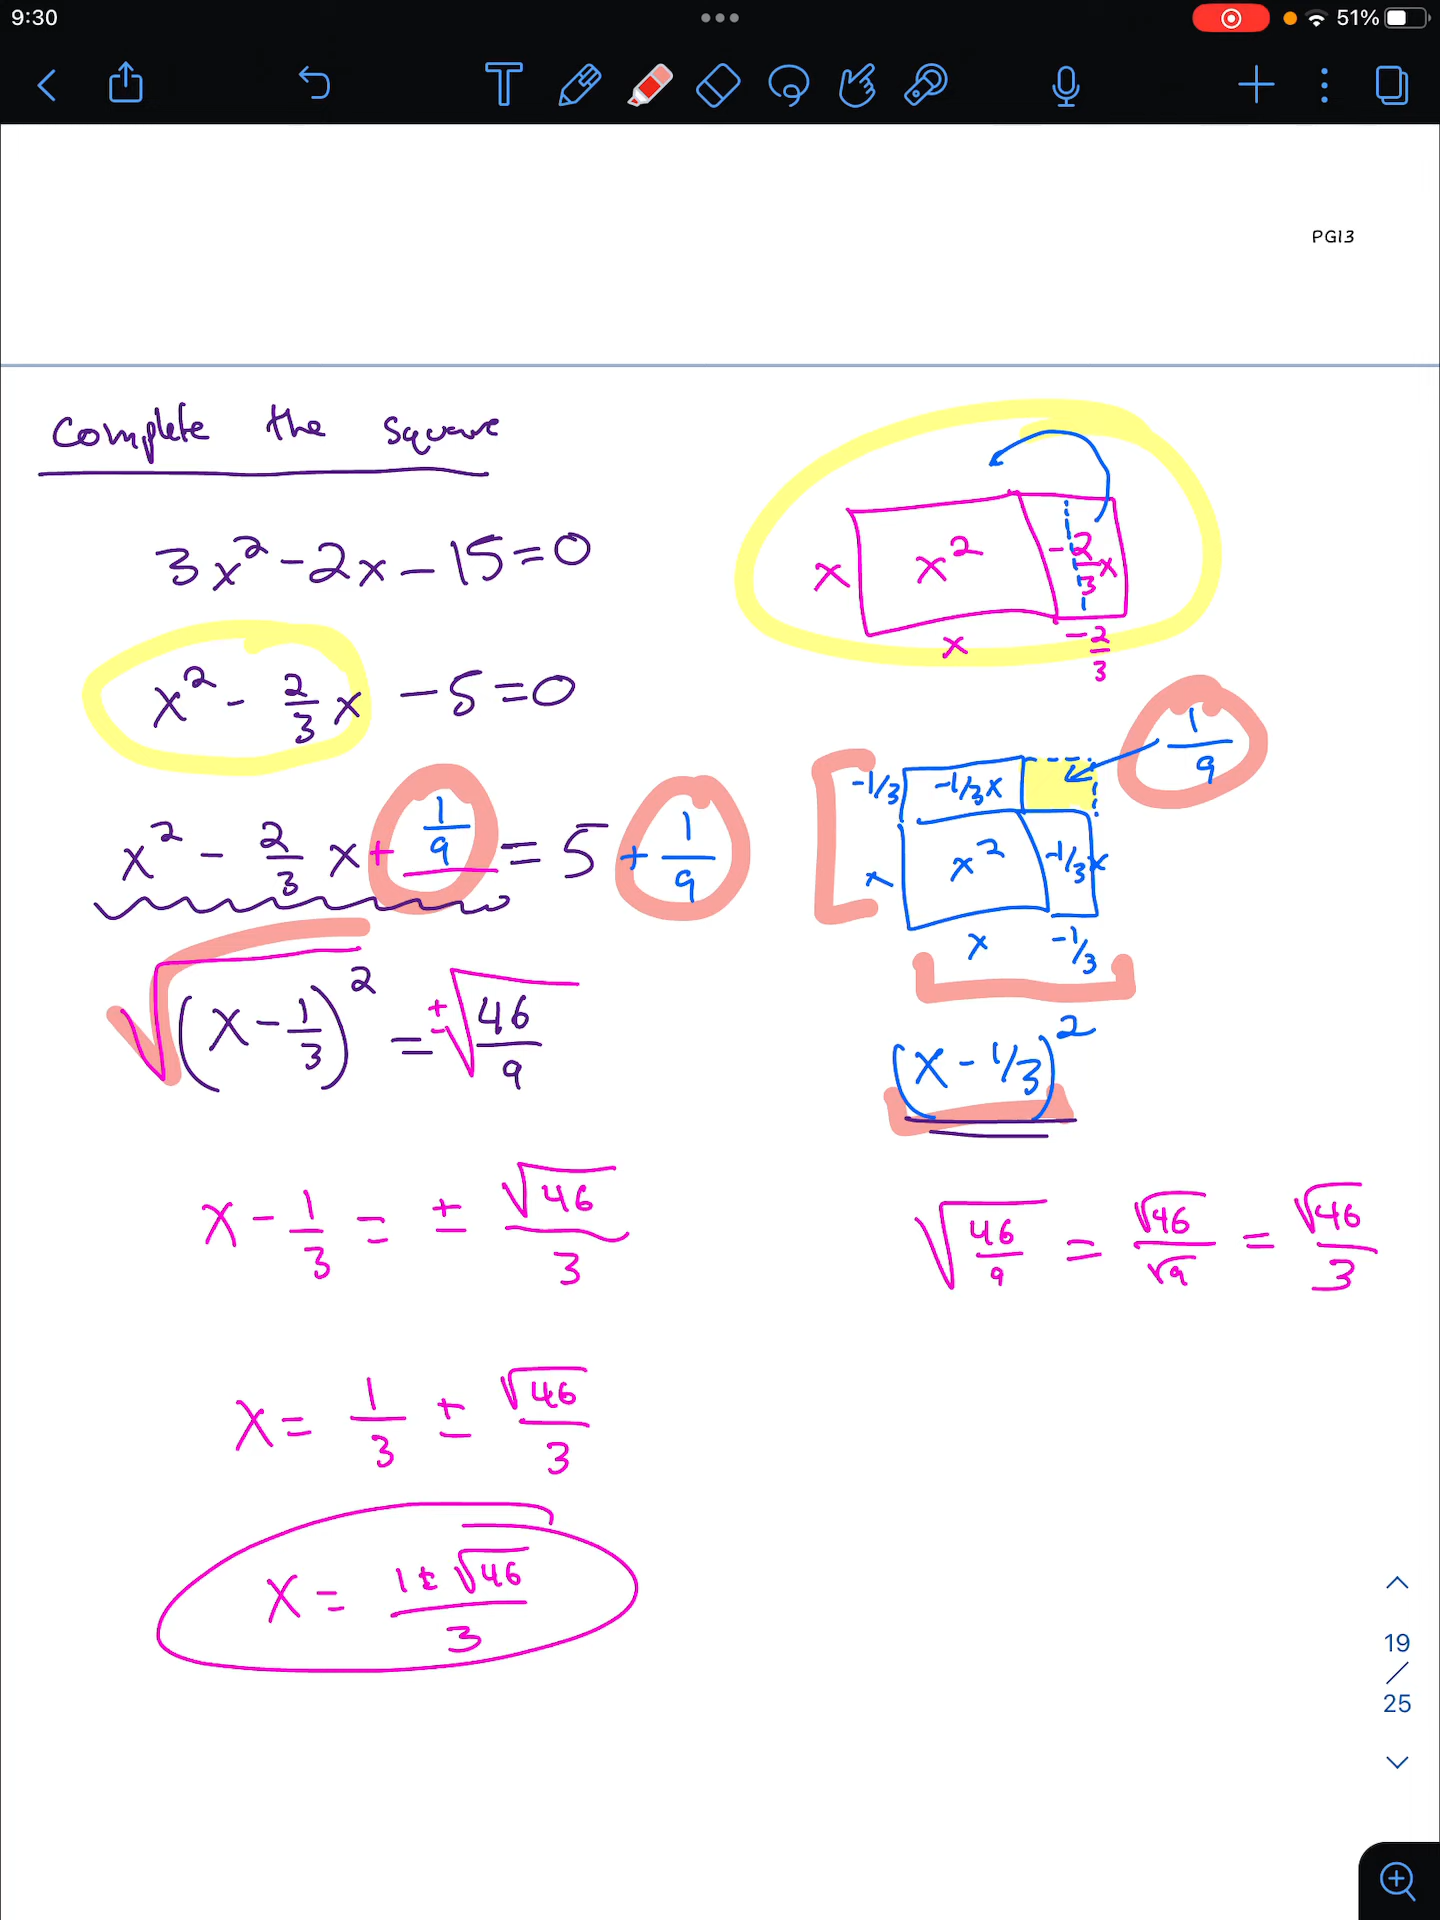 9:30
51%
T
PG13
Complete the square
3x² - 2x - 15 = 0
x² - 2/3 x - 5 = 0
x² - 2/3 x + 1/9 = 5 + 1/9
√(x - 1/3)² = ±√46/9
x - 1/3 = ± √46/3
x = 1/3 ± √46/3
x = 1 ± √46/3
x x² -2/3 x
x -2/3
1/9
-1/3 -1/3x
x x² -1/3x
x -1/3
(x - 1/3)²
√46/9 = √46/√9 = √46/3
19
/
25